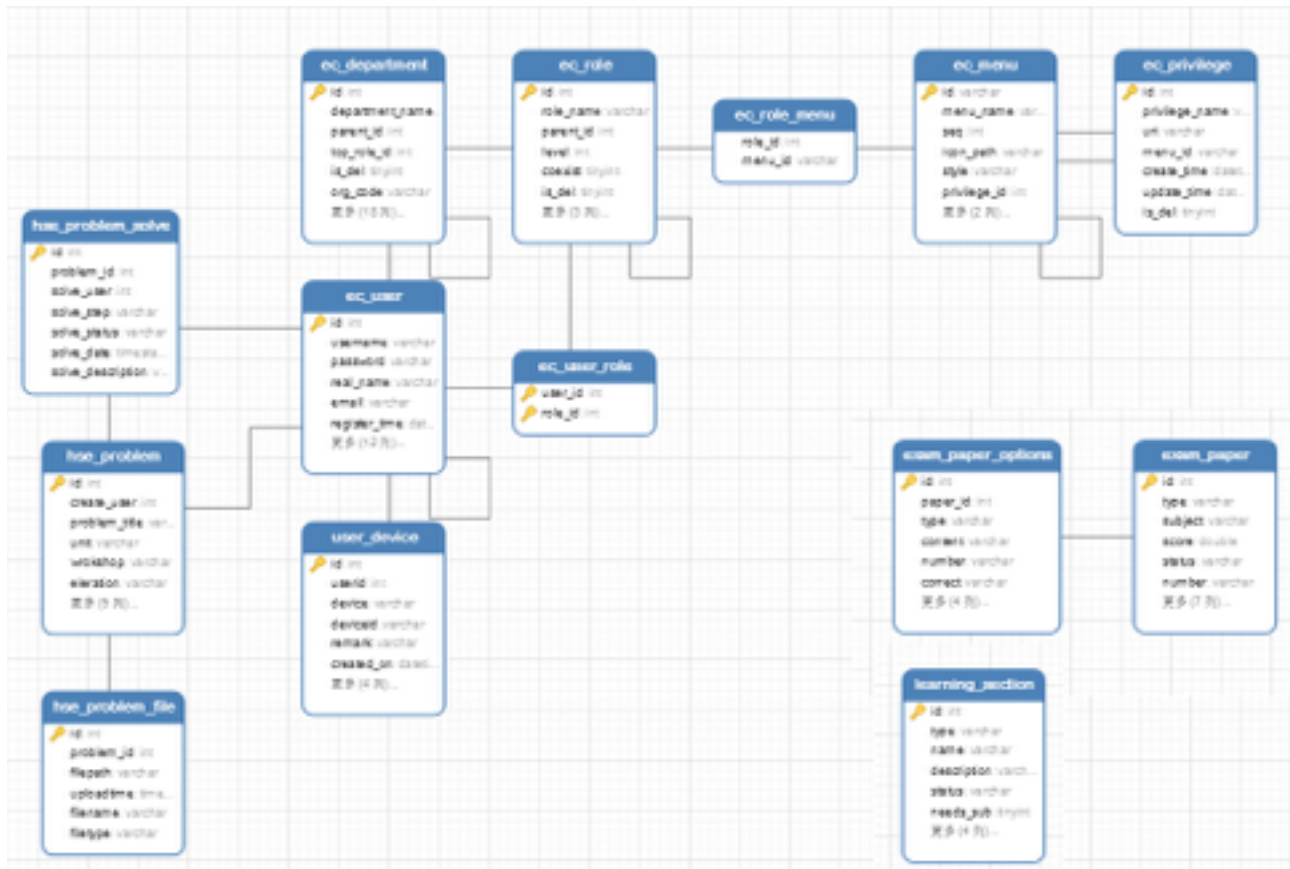 ec_department
id: int
department_name
parent_id: int
top_role_id: int
is_del: tinyint
org_code: varchar
更多 (18 列)...
ec_role
id: int
role_name: varchar
parent_id: int
level: int
coexist: tinyint
is_del: tinyint
更多 (3 列)...
ec_role_menu
role_id: int
menu_id: varchar
ec_menu
id: varchar
menu_name: var...
seq: int
icon_path: varchar
style: varchar
privilege_id: int
更多 (2 列)...
ec_privilege
id: int
privilege_name: v...
url: varchar
menu_id: varchar
create_time: datet...
update_time: dat...
is_del: tinyint
hse_problem_solve
id: int
problem_id: int
solve_user: int
solve_step: varchar
solve_status: varchar
solve_date: timesta...
solve_description: v...
ec_user
id: int
username: varchar
password: varchar
real_name: varchar
email: varchar
register_time: dat...
更多 (12 列)...
ec_user_role
user_id: int
role_id: int
hse_problem
id: int
create_user: int
problem_title: var...
unit: varchar
workshop: varchar
varchar
更多 (9 列)...
user_device
id: int
userid: int
device: varchar
deviceid: varchar
remark: varchar
created_on: datet...
更多 (4 列)...
hse_problem_file
id: int
problem_id: int
filepath: varchar
uploadtime: time...
filename: varchar
filetype: varchar
exam_paper_options
id: int
paper_id: int
type: varchar
content: varchar
number: varchar
correct: varchar
更多 (4 列)...
exam_paper
id: int
type: varchar
subject: varchar
score: double
status: varchar
number: varchar
更多 (7 列)...
learning_section
id: int
type: varchar
name: varchar
description: varch...
status: varchar
needs_sub: tinyint
更多 (4 列)...